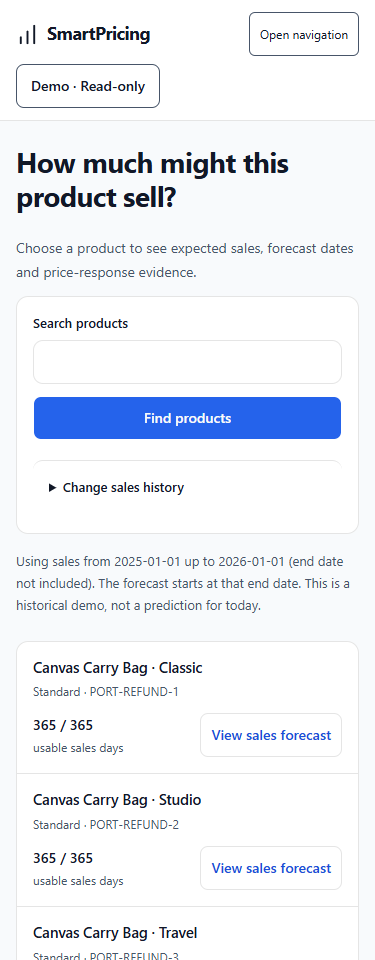 SmartPricing
Open navigation
Demo · Read-only
How much might this
product sell?
Choose a product to see expected sales, forecast dates
and price-response evidence.
Search products
Find products
▶ Change sales history
Using sales from 2025-01-01 up to 2026-01-01 (end date
not included). The forecast starts at that end date. This is a
historical demo, not a prediction for today.
Canvas Carry Bag · Classic
Standard · PORT-REFUND-1
365 / 365
usable sales days
View sales forecast
Canvas Carry Bag · Studio
Standard · PORT-REFUND-2
365 / 365
usable sales days
View sales forecast
Canvas Carry Bag · Travel
Standard · PORT-REFUND-3